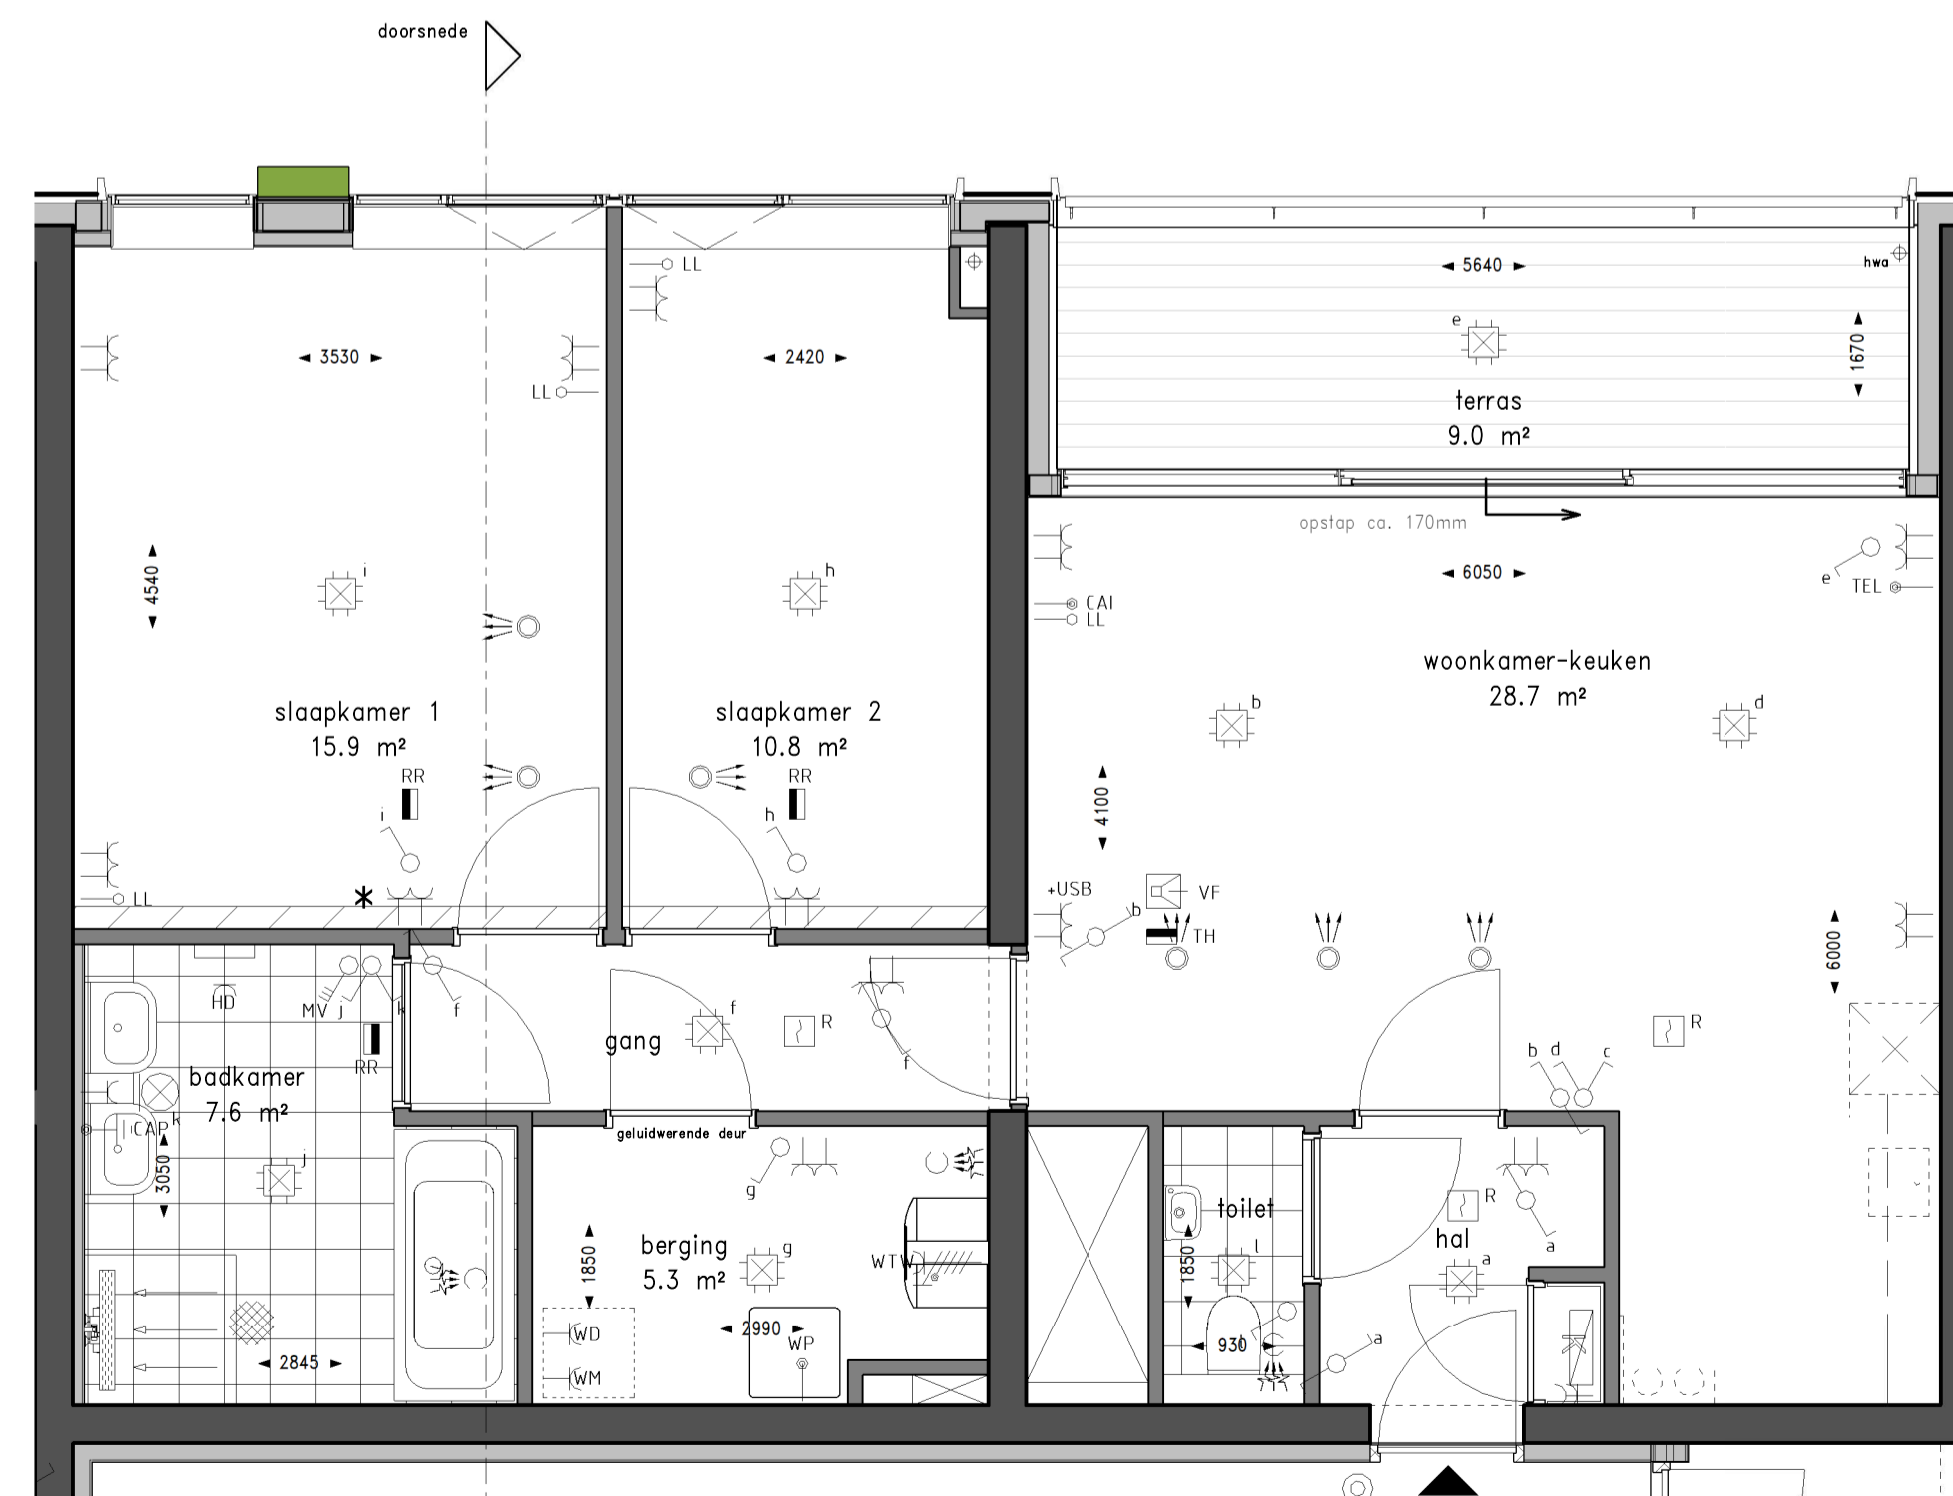 doorsnede
LL
5640
hwa
3530
2420
e
1670
LL
terras
9.0 m²
opstap ca. 170mm
i
h
4540
6050
e
TEL
CAI
LL
woonkamer-keuken
28.7 m²
b
d
slaapkamer 1
15.9 m²
slaapkamer 2
10.8 m²
RR
RR
4100
i
h
+USB
VF
b
TH
LL
*
6000
HD
MV
j
k
f
f
R
gang
f
R
RR
b
d
c
badkamer
7.6 m²
k
CAP
3050
geluidwerende deur
j
g
toilet
R
hal
a
a
berging
5.3 m²
g
1850
WTW
1850
l
2845
WD
2990
WP
WM
930
a
K